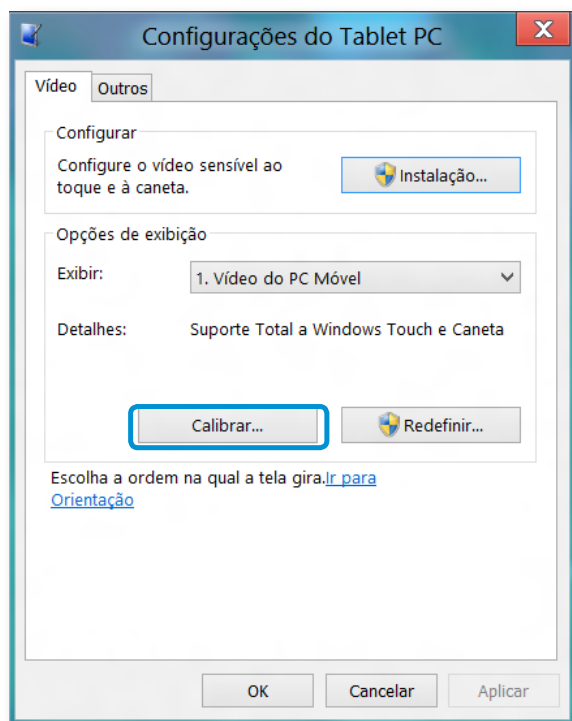 Configurações do Tablet PC
Vídeo
Outros
Configurar
Configure o vídeo sensível ao
toque e à caneta.
Instalação...
Opções de exibição
Exibir:
1. Vídeo do PC Móvel
Detalhes:
Suporte Total a Windows Touch e Caneta
Calibrar...
Redefinir...
Escolha a ordem na qual a tela gira.Ir para
Orientação
OK
Cancelar
Aplicar